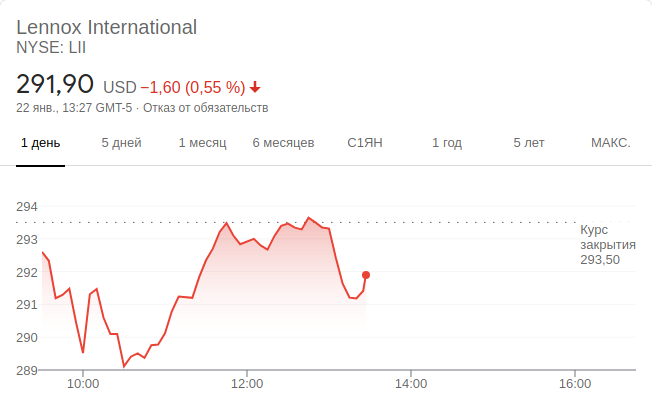 Lennox International
NYSE: LII
291,90 USD −1,60 (0,55 %)
22 янв., 13:27 GMT-5 · Отказ от обязательств
1 день 5 дней 1 месяц 6 месяцев С1ЯН 1 год 5 лет МАКС.
294
293
292
291
290
289
Курс
закрытия
293,50
10:00 12:00 14:00 16:00